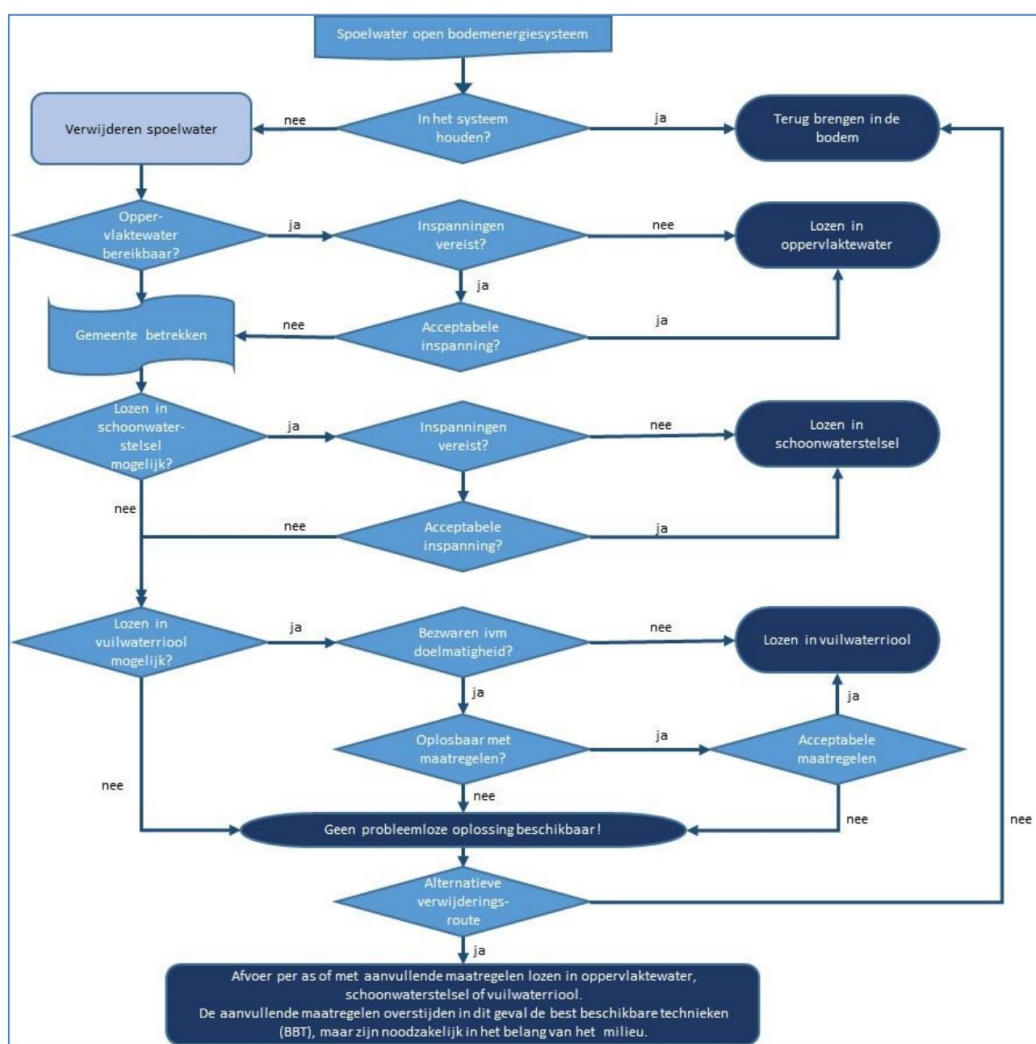 Spoelwater open bodemenergiesysteem
Verwijderen spoelwater
nee
In het systeem
houden?
ja
Terug brengen in de
bodem
Opper-
vlaktewater
bereikbaar?
ja
Inspanningen
vereist?
nee
Lozen in
oppervlaktewater
ja
Gemeente betrekken
nee
Acceptabele
inspanning?
ja
Lozen in
schoonwater-
stelsel
mogelijk?
ja
Inspanningen
vereist?
nee
Lozen in
schoonwaterstelsel
nee
nee
Acceptabele
inspanning?
ja
Lozen in
vuilwaterriool
mogelijk?
ja
Bezwaren ivm
doelmatigheid?
nee
Lozen in vuilwaterriool
ja
ja
Oplosbaar met
maatregelen?
ja
Acceptabele
maatregelen
nee
nee
nee
nee
Geen probleemloze oplossing beschikbaar!
Alternatieve
verwijderings-
route
ja
Afvoer per as of met aanvullende maatregelen lozen in oppervlaktewater,
schoonwaterstelsel of vuilwaterriool.
De aanvullende maatregelen overstijden in dit geval de best beschikbare technieken
(BBT), maar zijn noodzakelijk in het belang van het milieu.